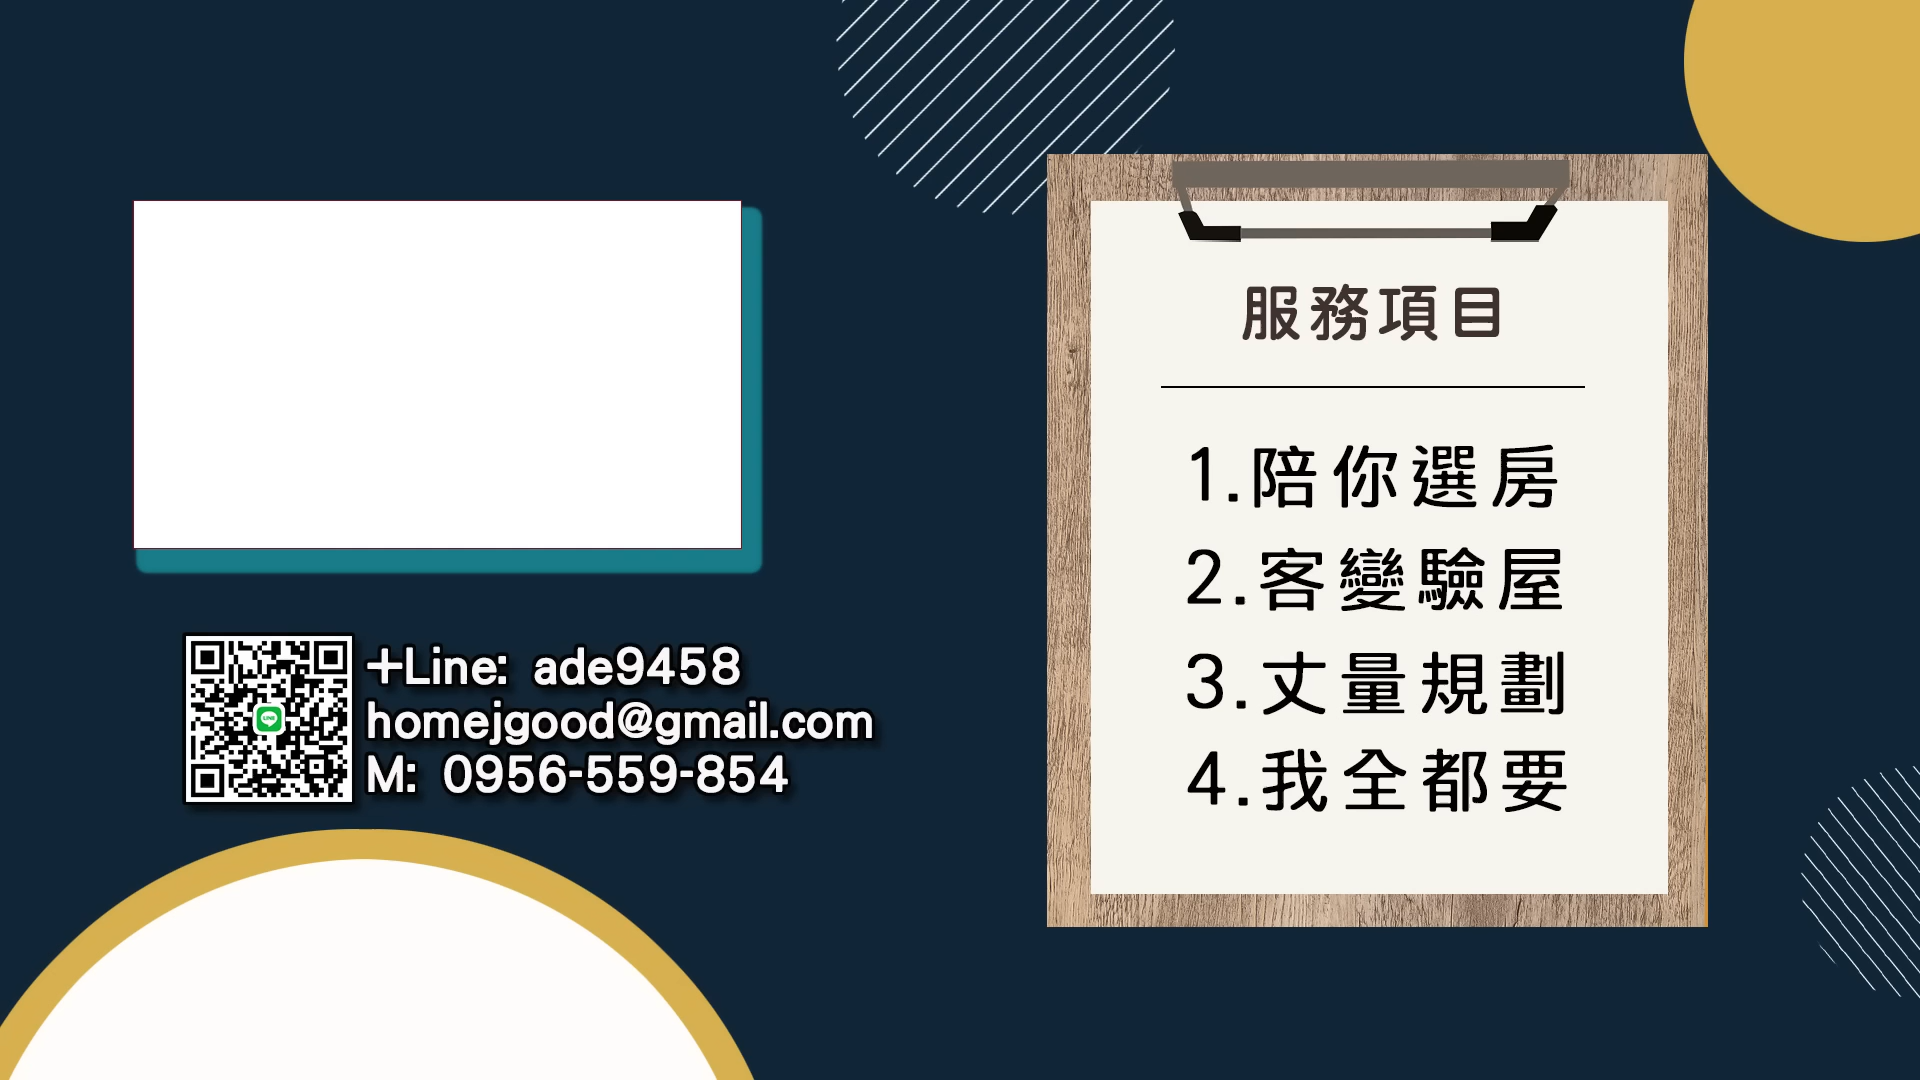 +Line: ade9458
homejgood@gmail.com
M: 0956-559-854
服務項目
1.陪你選房
2.客變驗屋
3.丈量規劃
4.我全都要